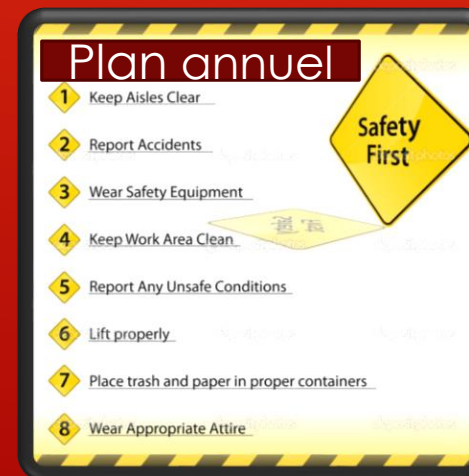 Plan annuel
1 Keep Aisles Clear
2 Report Accidents
3 Wear Safety Equipment
4 Keep Work Area Clean
5 Report Any Unsafe Conditions
6 Lift properly
7 Place trash and paper in proper containers
8 Wear Appropriate Attire
Safety
First